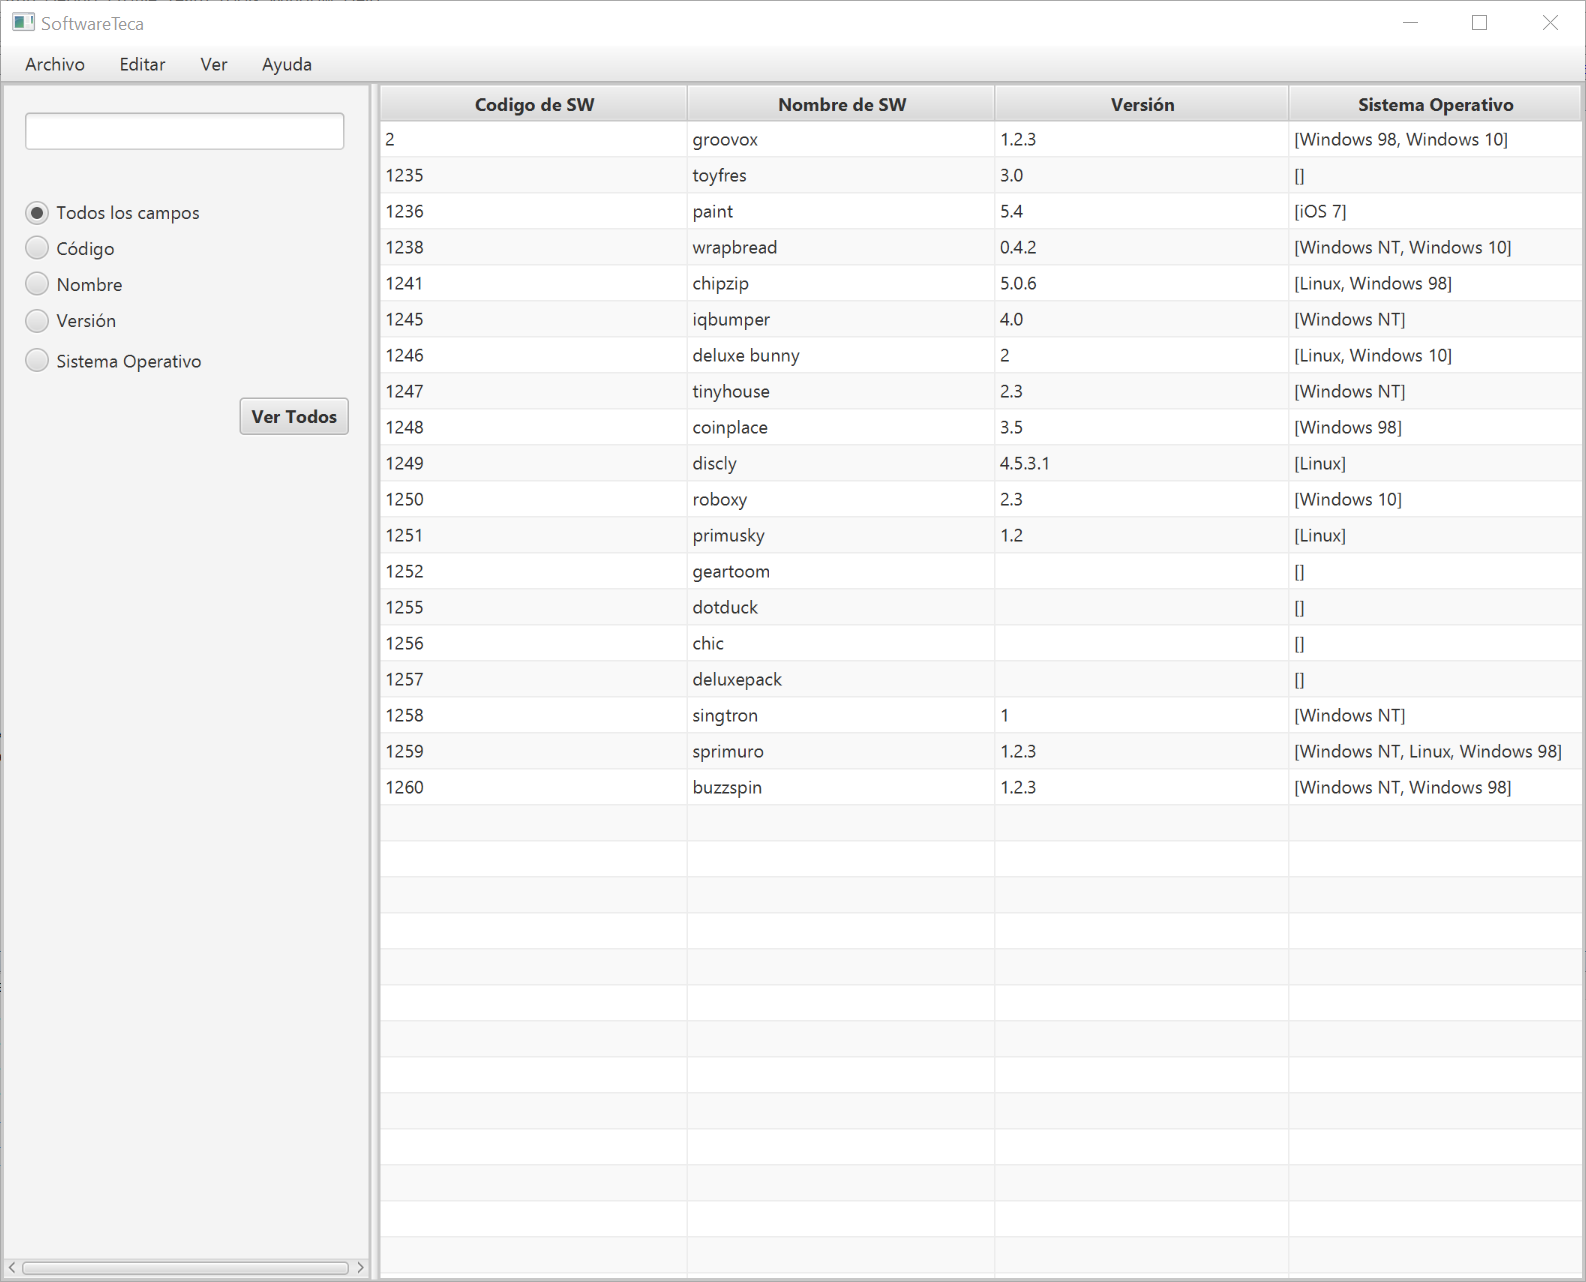 SoftwareTeca
Archivo Editar Ver Ayuda
Todos los campos
Código
Nombre
Versión
Sistema Operativo
Ver Todos
Codigo de SW Nombre de SW Versión Sistema Operativo
2 groovox 1.2.3 [Windows 98, Windows 10]
1235 toyfres 3.0 []
1236 paint 5.4 [iOS 7]
1238 wrapbread 0.4.2 [Windows NT, Windows 10]
1241 chipzip 5.0.6 [Linux, Windows 98]
1245 iqbumper 4.0 [Windows NT]
1246 deluxe bunny 2 [Linux, Windows 10]
1247 tinyhouse 2.3 [Windows NT]
1248 coinplace 3.5 [Windows 98]
1249 discly 4.5.3.1 [Linux]
1250 roboxy 2.3 [Windows 10]
1251 primusky 1.2 [Linux]
1252 geartoom []
1255 dotduck []
1256 chic []
1257 deluxepack []
1258 singtron 1 [Windows NT]
1259 sprimuro 1.2.3 [Windows NT, Linux, Windows 98]
1260 buzzspin 1.2.3 [Windows NT, Windows 98]